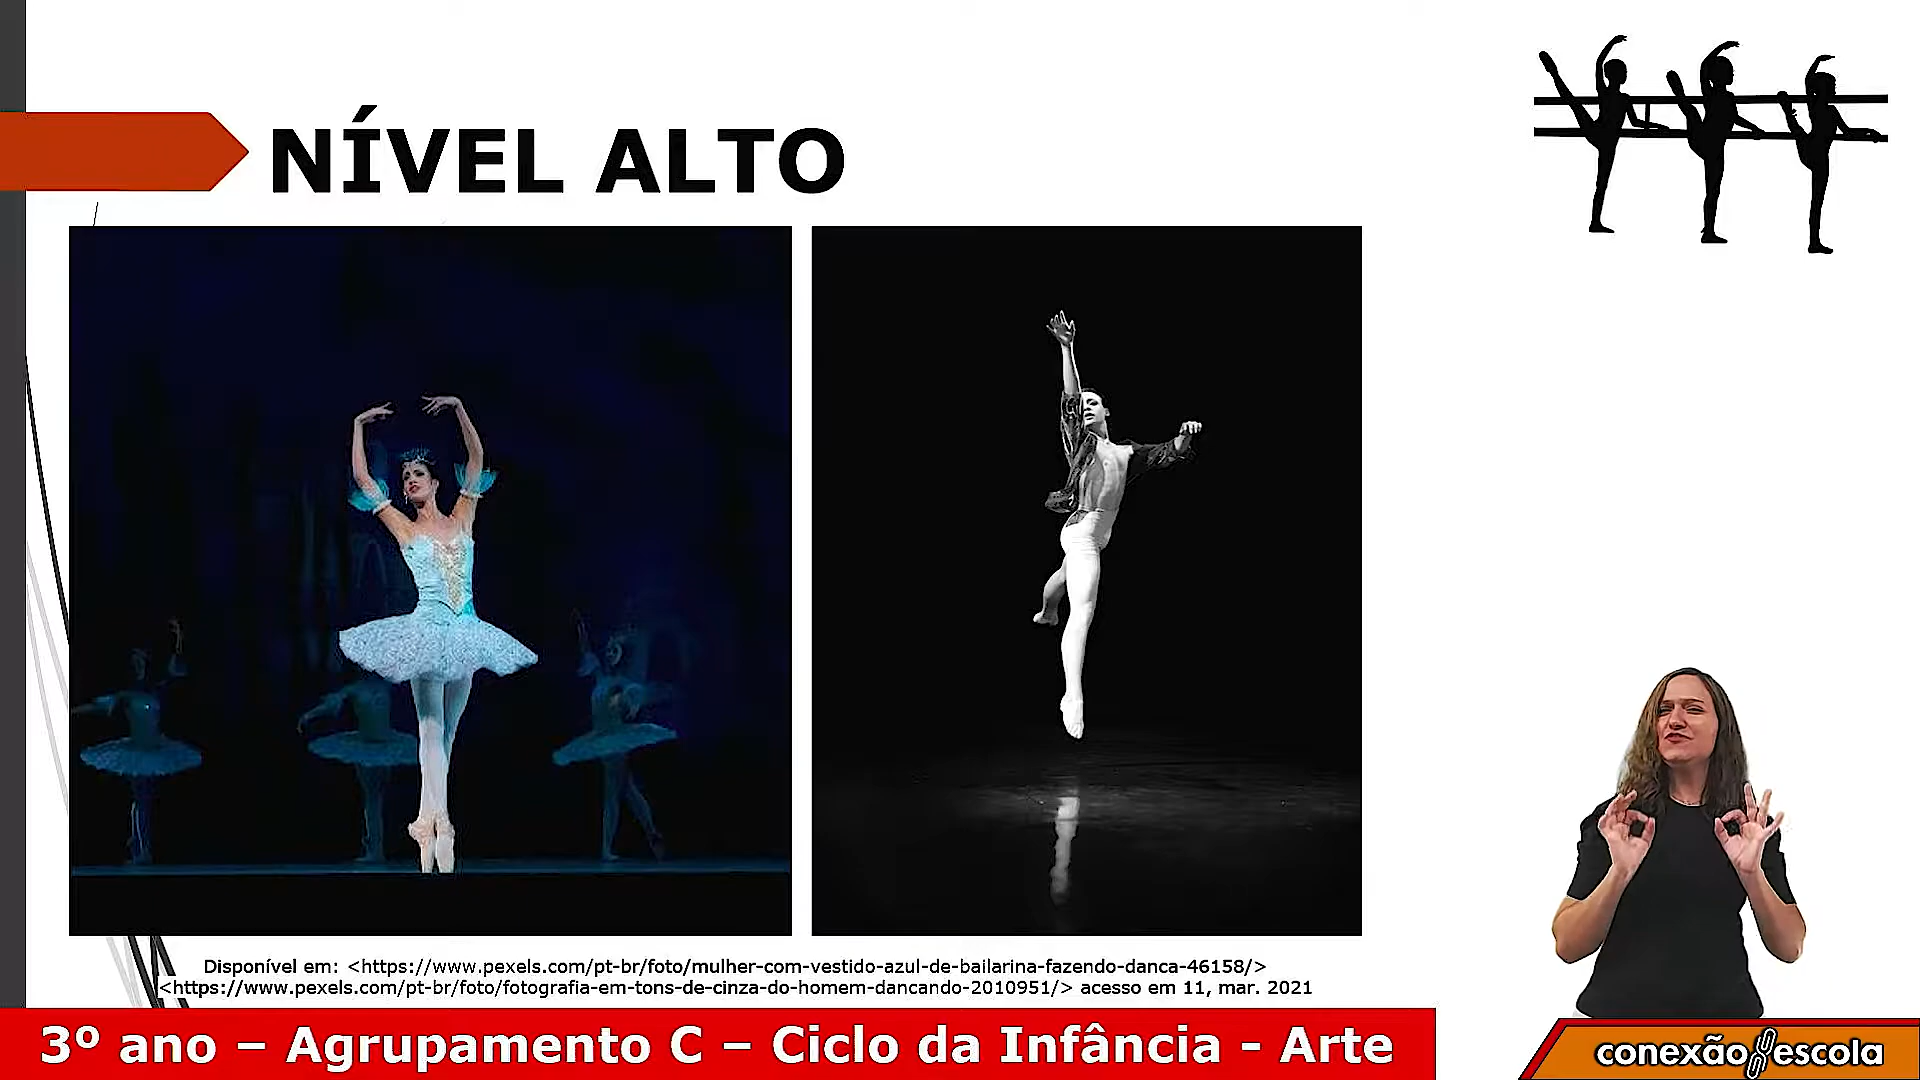 NÍVEL ALTO
Disponível em: <https://www.pexels.com/pt-br/foto/mulher-com-vestido-azul-de-bailarina-fazendo-danca-46158/>
<https://www.pexels.com/pt-br/foto/fotografia-em-tons-de-cinza-do-homem-dancando-2010951/> acesso em 11, mar. 2021
3º ano – Agrupamento C – Ciclo da Infância - Arte
conexão escola